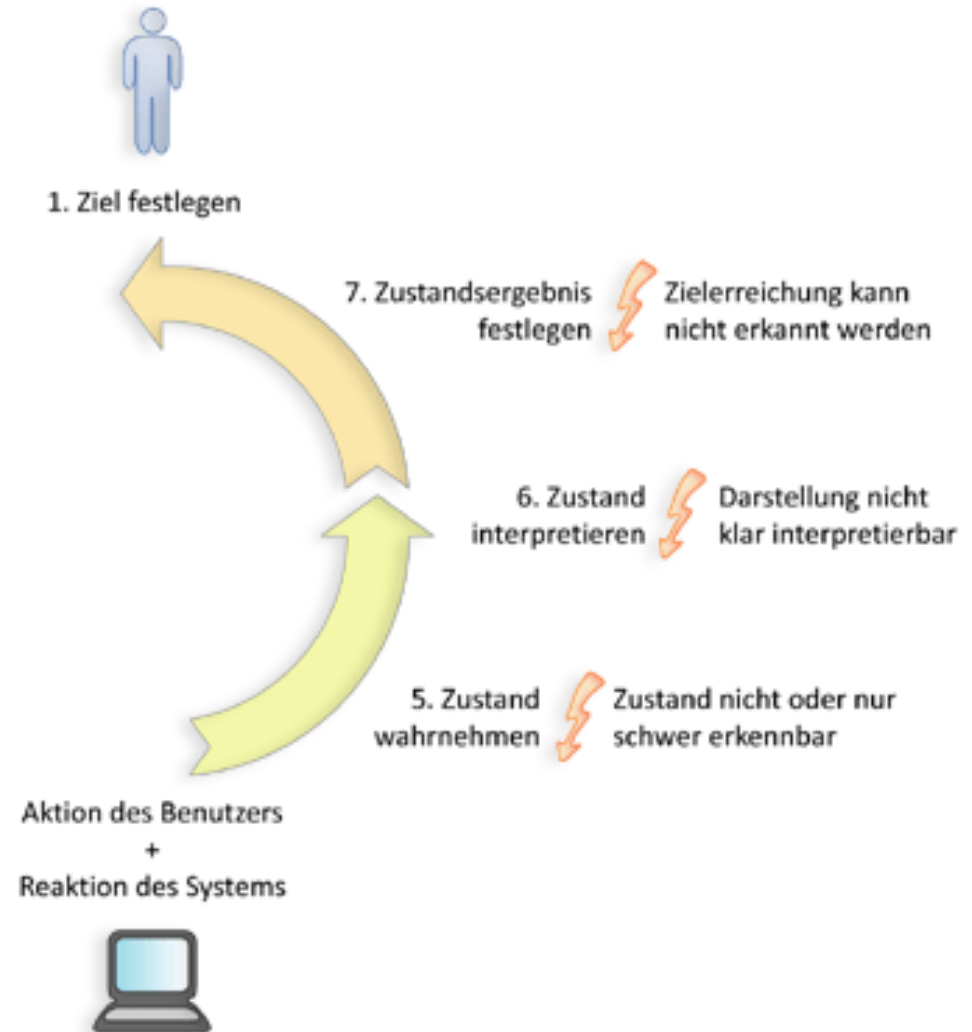 1. Ziel festlegen
7. Zustandsergebnis
festlegen
Zielerreichung kann
nicht erkannt werden
6. Zustand
interpretieren
Darstellung nicht
klar interpretierbar
5. Zustand
wahrnehmen
Zustand nicht oder nur
schwer erkennbar
Aktion des Benutzers
+
Reaktion des Systems